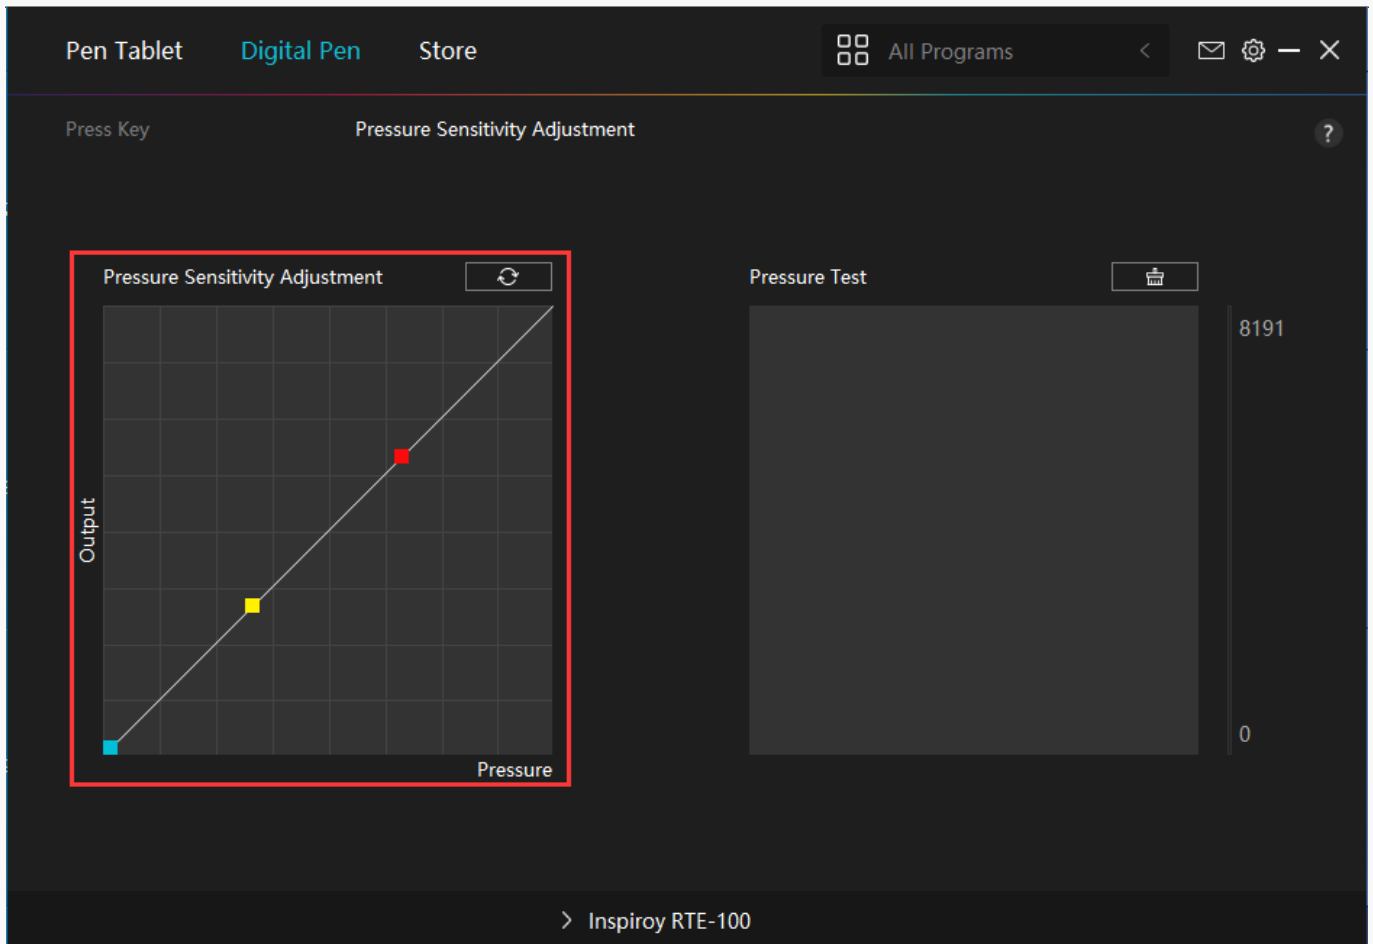 Pen Tablet Digital Pen Store All Programs
Press Key Pressure Sensitivity Adjustment ?
Pressure Sensitivity Adjustment
Output
Pressure
Pressure Test
8191
0
Inspiroy RTE-100